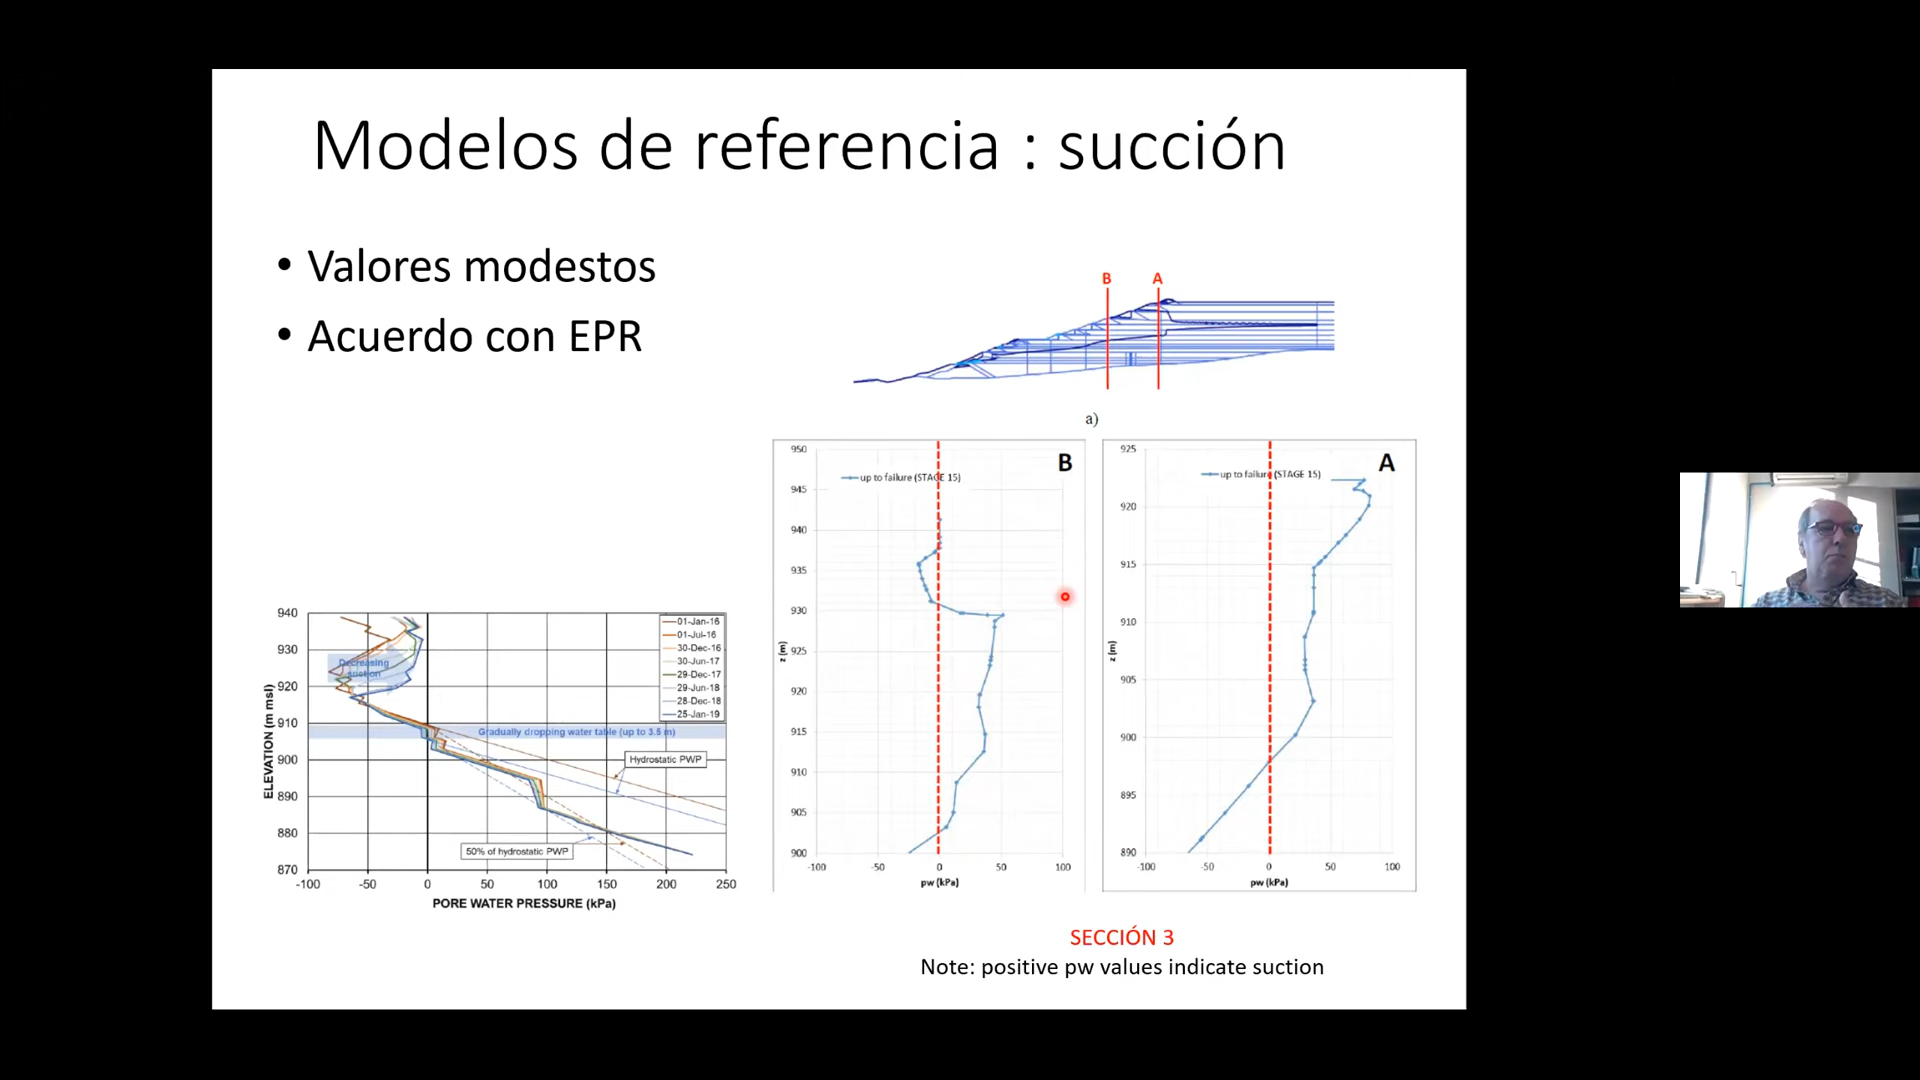 Modelos de referencia : succión
• Valores modestos
• Acuerdo con EPR
B A
a)
940
930
920
910
900
890
880
870
-100 -50 0 50 100 150 200 250
ELEVATION (m msl)
PORE WATER PRESSURE (kPa)
01-Jan-16
01-Jul-16
30-Dec-16
30-Jun-17
29-Dec-17
29-Jun-18
28-Dec-18
25-Jan-19
Decreasing
suction
Gradually dropping water table (up to 3.5 m)
Hydrostatic PWP
50% of hydrostatic PWP
B
up to failure (STAGE 15)
950
945
940
935
930
925
920
915
910
905
900
z (m)
-100 -50 0 50 100
pw (kPa)
A
up to failure (STAGE 15)
925
920
915
910
905
900
895
890
z (m)
-100 -50 0 50 100
pw (kPa)
SECCIÓN 3
Note: positive pw values indicate suction